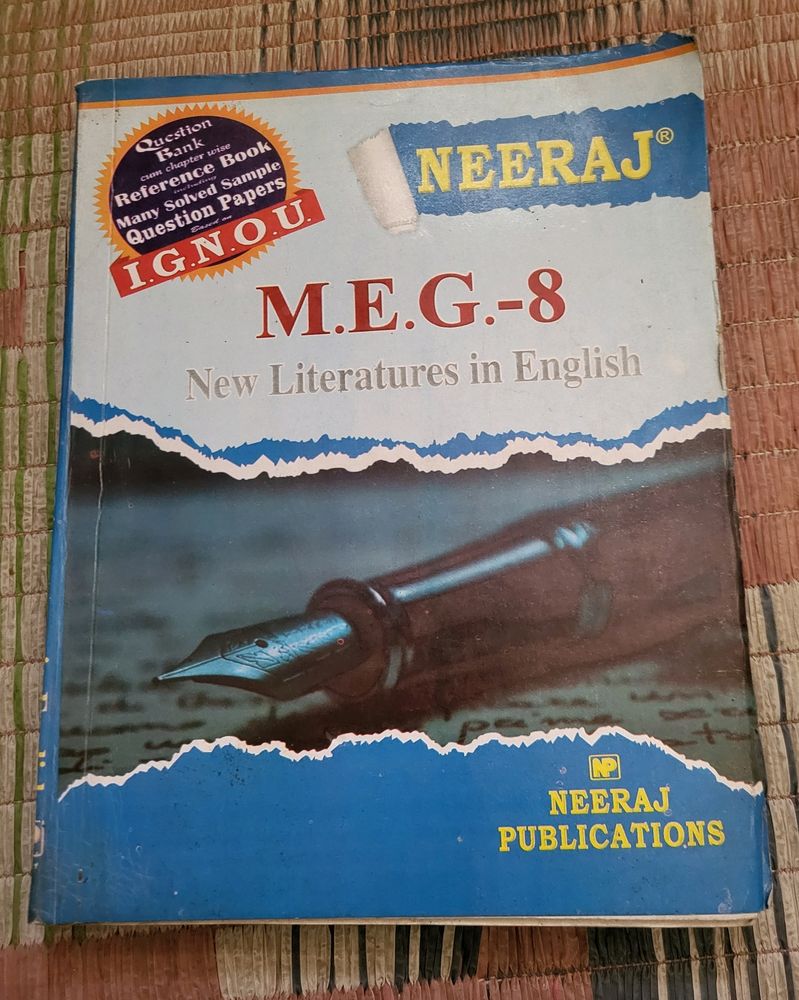 Question
Bank
cum chapter wise
Reference Book
including
Many Solved Sample
Question Papers
Based on
I.G.N.O.U.
NEERAJ®
M.E.G.-8
New Literatures in English
NP
NEERAJ
PUBLICATIONS